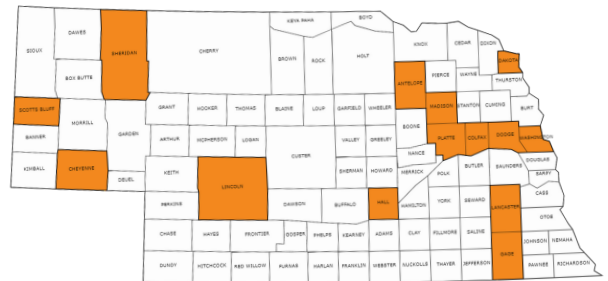 KEYA PAHA BOYD
DAWES
SIOUX SHERIDAN CHERRY KNOX CEDAR DIXON
BROWN ROCK HOLT DAKOTA
BOX BUTTE ANTELOPE PIERCE WAYNE THURSTON
SCOTTS BLUFF MORRILL GARDEN GRANT HOOKER THOMAS BLAINE LOUP GARFIELD WHEELER MADISON STANTON CUMING BURT
BANNER ARTHUR MCPHERSON LOGAN CUSTER VALLEY GREELEY BOONE PLATTE COLFAX DODGE WASHINGTON
NANCE
KIMBALL CHEYENNE DEUEL KEITH LINCOLN SHERMAN HOWARD MERRICK POLK BUTLER SAUNDERS DOUGLAS
SARPY
PERKINS DAWSON BUFFALO HALL HAMILTON YORK SEWARD LANCASTER CASS
OTOE
CHASE HAYES FRONTIER GOSPER PHELPS KEARNEY ADAMS CLAY FILLMORE SALINE JOHNSON NEMAHA
GAGE
DUNDY HITCHCOCK RED WILLOW FURNAS HARLAN FRANKLIN WEBSTER NUCKOLLS THAYER JEFFERSON PAWNEE RICHARDSON